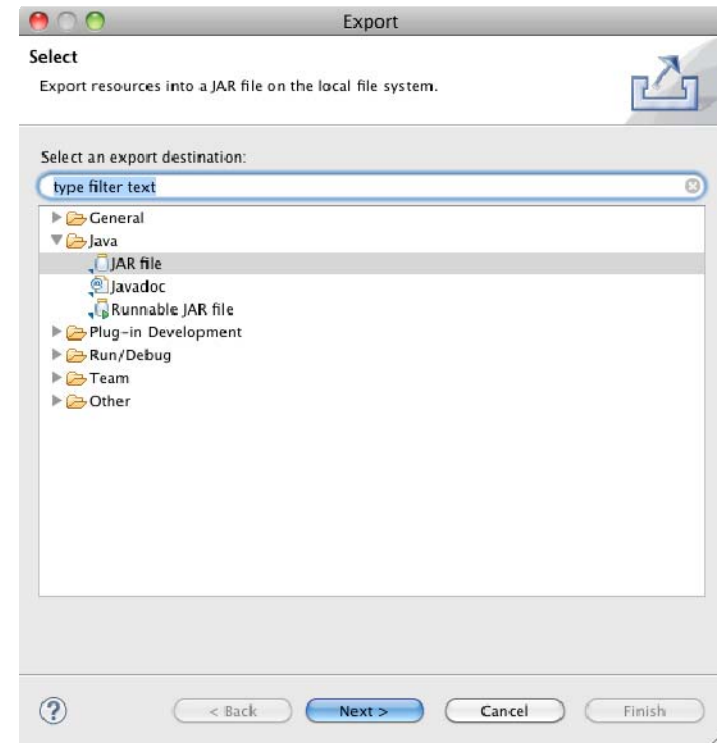 Export
Select
Export resources into a JAR file on the local file system.
Select an export destination:
type filter text
General
Java
JAR file
Javadoc
Runnable JAR file
Plug-in Development
Run/Debug
Team
Other
?
< Back
Next >
Cancel
Finish